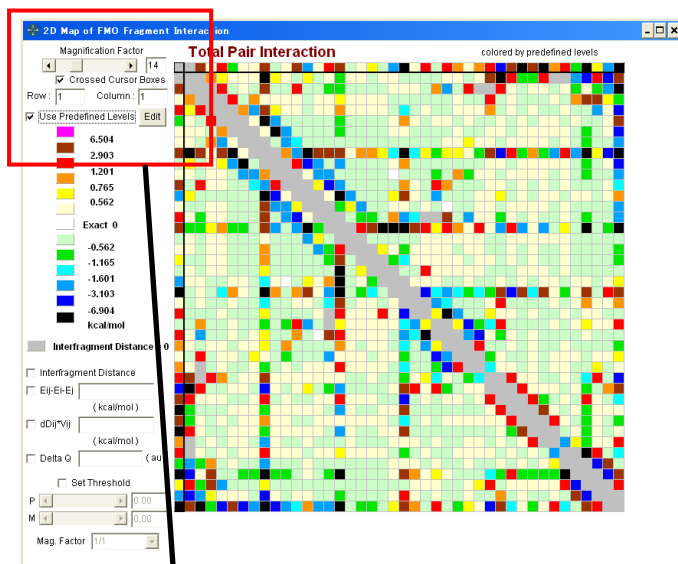 2D Map of FMO Fragment Interaction
Magnification Factor
14
Crossed Cursor Boxes
Row : 1 Column : 1
Use Predefined Levels Edit
Total Pair Interaction
colored by predefined levels
6.504
2.903
1.201
0.765
0.562
Exact 0
-0.562
-1.165
-1.601
-3.103
-6.904
kcal/mol
Interfragment Distance 0
Interfragment Distance
Eij-Ei-Ej
( kcal/mol )
dDij*Vij
( kcal/mol )
Delta Q ( au
Set Threshold
P 0.00
M 0.00
Mag. Factor 1/1